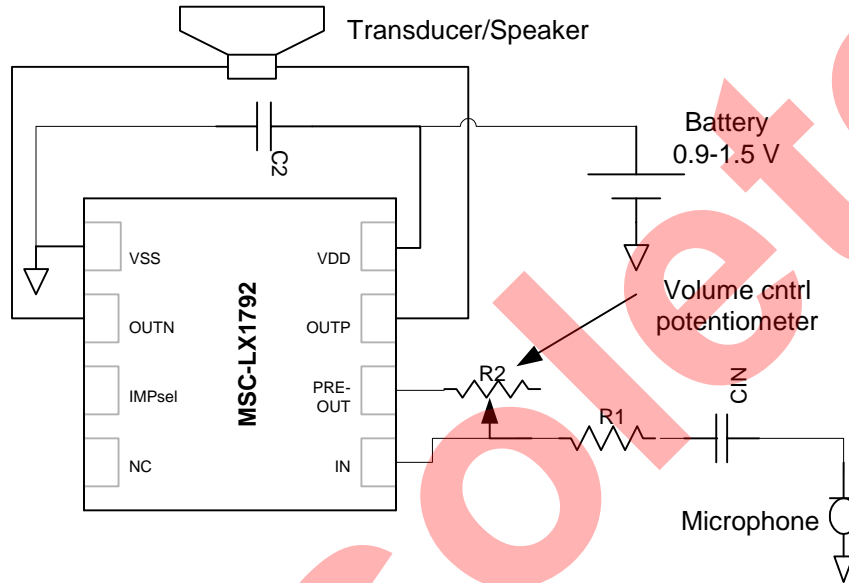 Transducer/Speaker
C2
Battery
0.9-1.5 V
VSS
VDD
OUTN
OUTP
IMPsel
PRE-
OUT
NC
IN
MSC-LX1792
Volume cntrl
potentiometer
R2
R1
CIN
Microphone